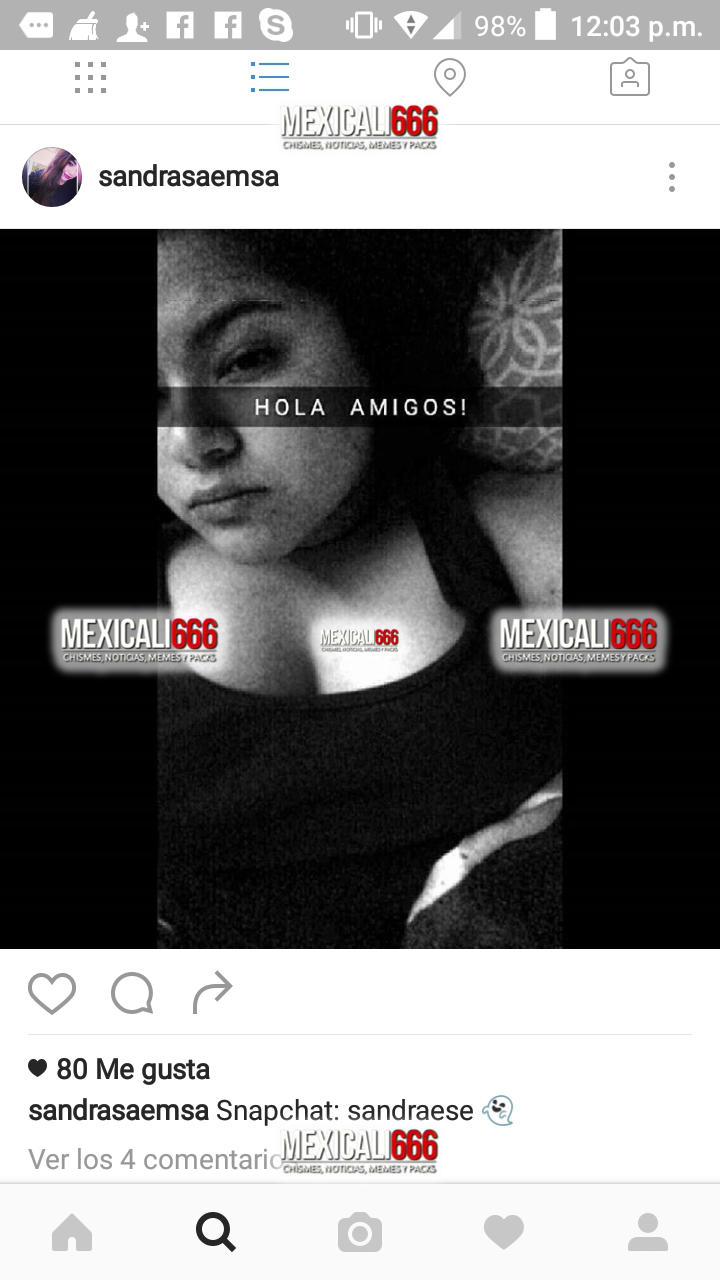 98% 12:03 p.m.
MEXICALI666
CHISMES, NOTICIAS, MEMES Y PACKS
sandrasaemsa
HOLA AMIGOS!
MEXICALI666 MEXICALI666 MEXICALI666
CHISMES, NOTICIAS, MEMES Y PACKS CHISMES, NOTICIAS, MEMES Y PACKS CHISMES, NOTICIAS, MEMES Y PACKS
80 Me gusta
sandrasaemsa Snapchat: sandraese
Ver los 4 comentario
MEXICALI666
CHISMES, NOTICIAS, MEMES Y PACKS